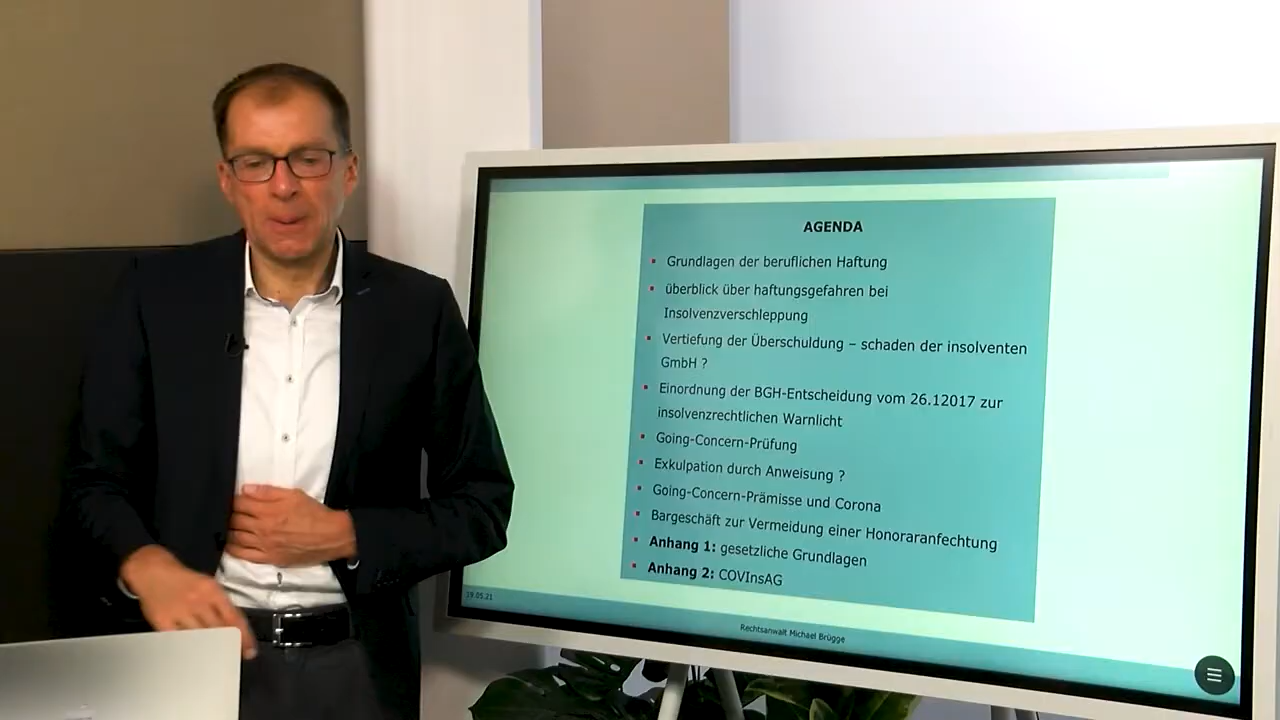 AGENDA
Grundlagen der beruflichen Haftung
überblick über haftungsgefahren bei
Insolvenzverschleppung
Vertiefung der Überschuldung – schaden der insolventen
GmbH ?
Einordnung der BGH-Entscheidung vom 26.12017 zur
insolvenzrechtlichen Warnlicht
Going-Concern-Prüfung
Exkulpation durch Anweisung ?
Going-Concern-Prämisse und Corona
Bargeschäft zur Vermeidung einer Honoraranfechtung
Anhang 1: gesetzliche Grundlagen
Anhang 2: COVInsAG
19.05.21
Rechtsanwalt Michael Brügge